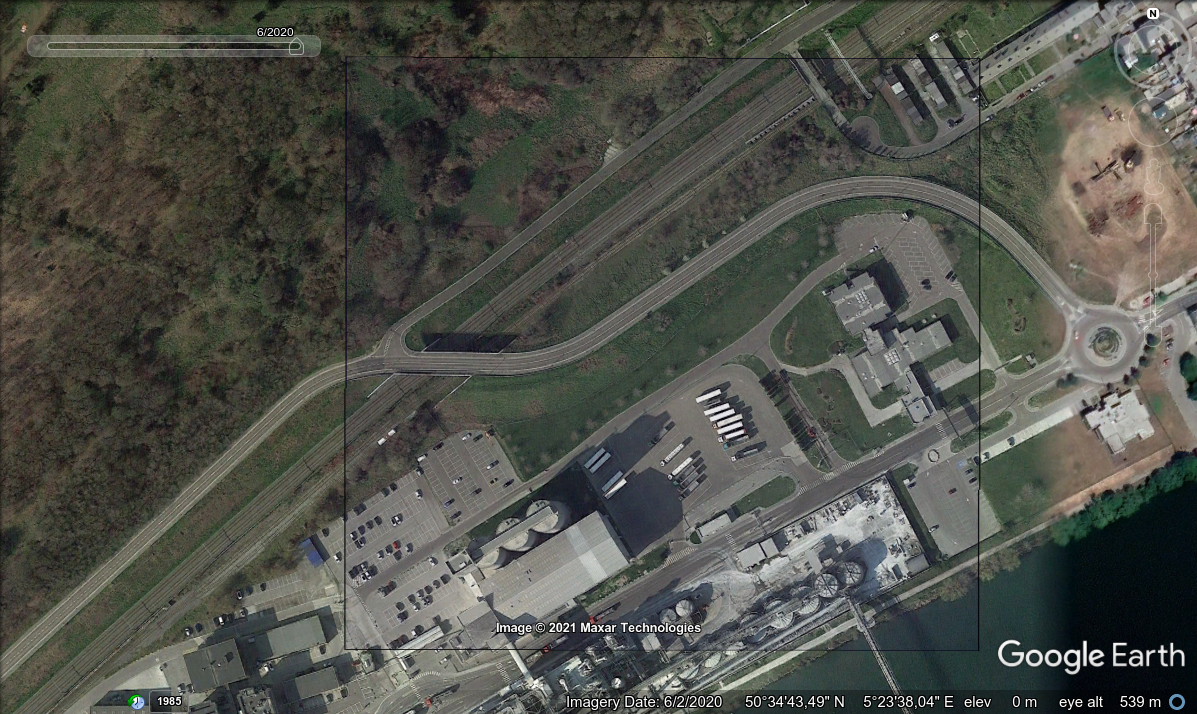 6/2020
N
Image © 2021 Maxar Technologies
Google Earth
1985
Imagery Date: 6/2/2020 50°34'43,49" N 5°23'38,04" E elev 0 m eye alt 539 m